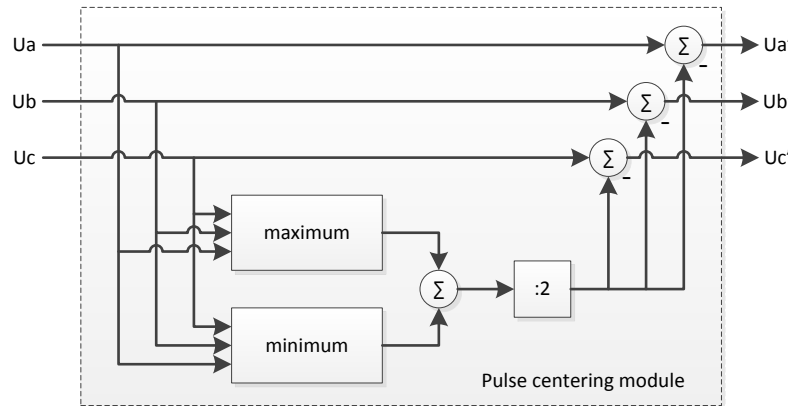 Ua
Σ
-
Ua
Ub
Σ
-
Ub
Uc
Σ
-
Uc'
maximum
Σ
:2
minimum
Pulse centering module